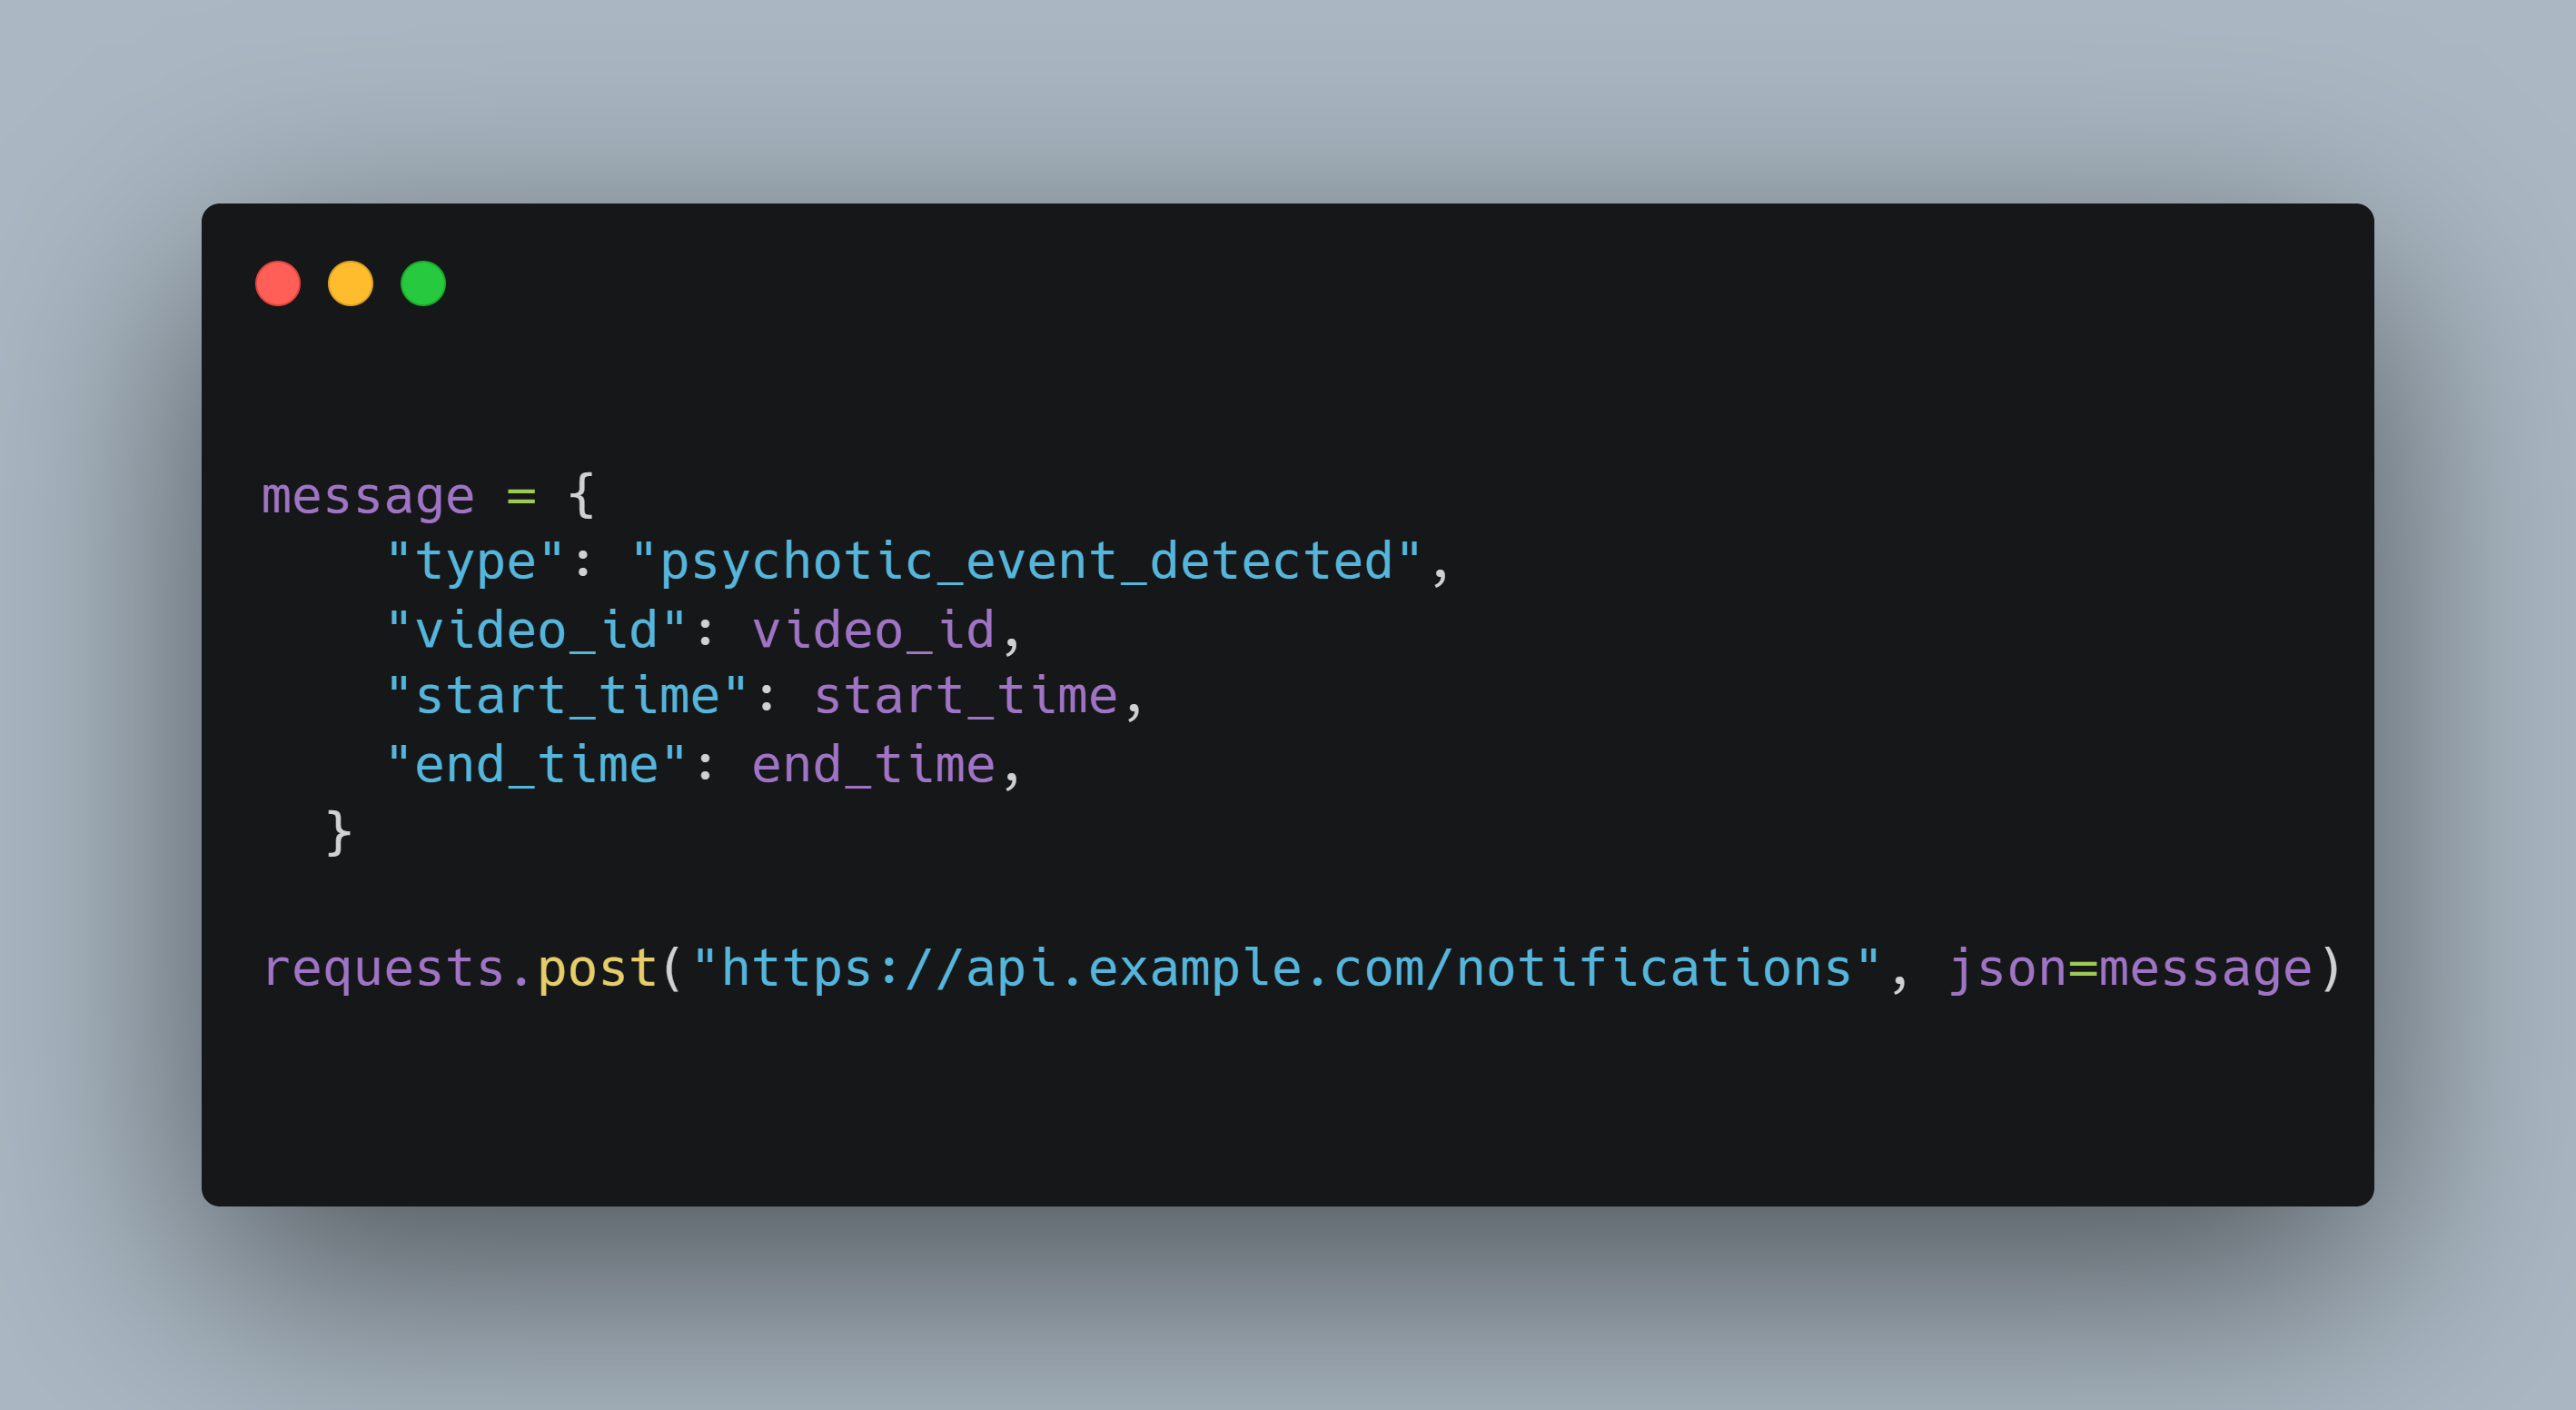 message = {
    "type": "psychotic_event_detected",
    "video_id": video_id,
    "start_time": start_time,
    "end_time": end_time,
  }
requests.post("https://api.example.com/notifications", json=message)